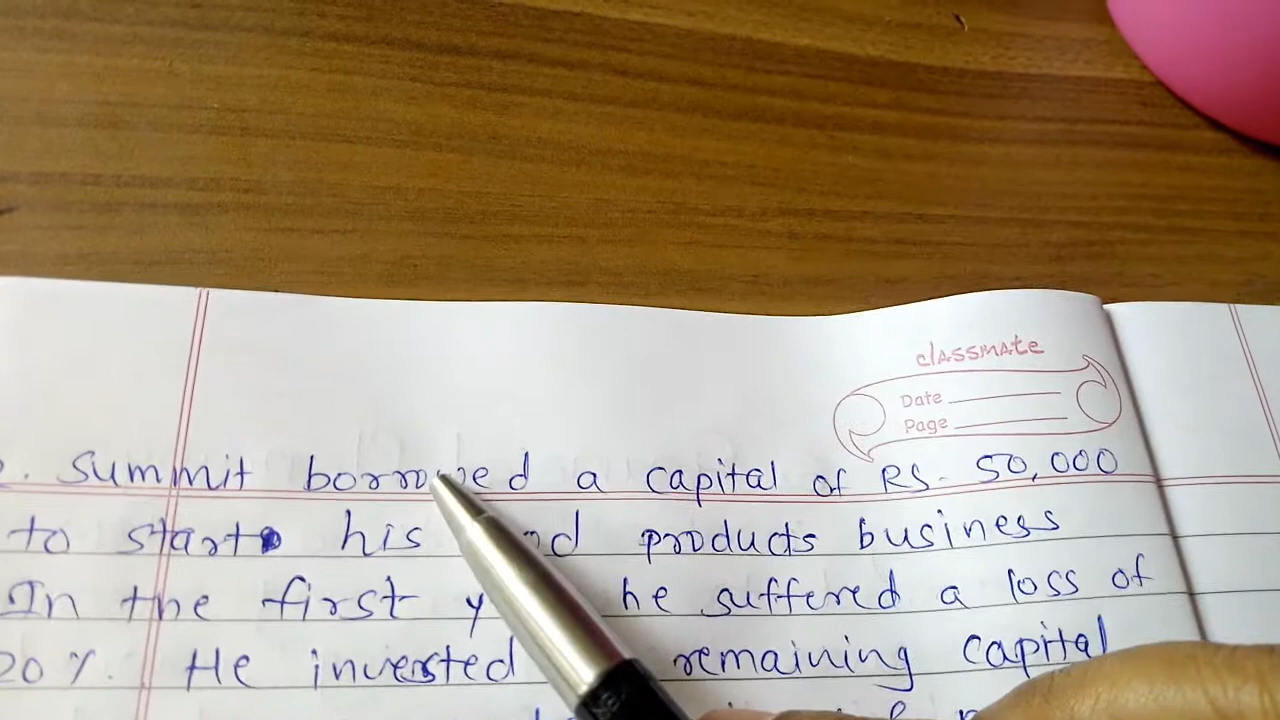 classmate
Date
Page
Summit borrowed a capital of RS. 50,000
to start his products business
In the first he suffered a loss of
20%. He invested remaining capital